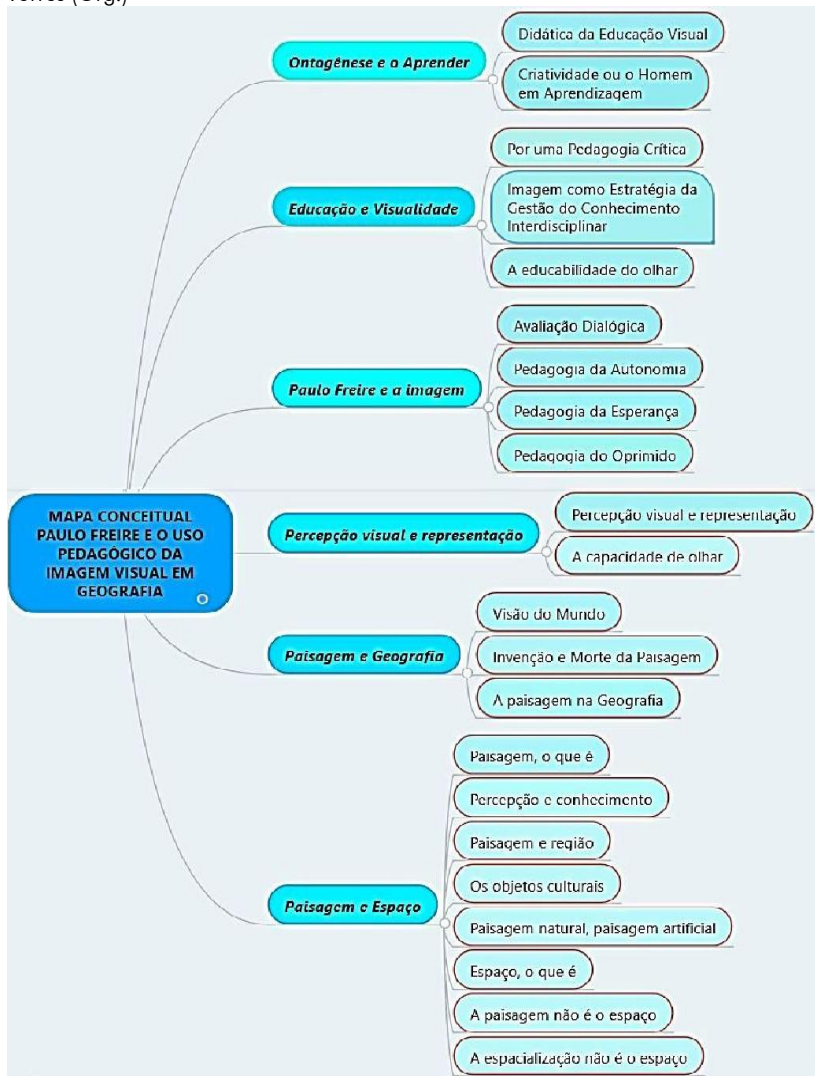 Ontogênese e o Aprender
Didática da Educação Visual
Criatividade ou o Homem
em Aprendizagem
Educação e Visualidade
Por uma Pedagogia Crítica
Imagem como Estratégia da
Gestão do Conhecimento
Interdisciplinar
A educabilidade do olhar
Paulo Freire e a imagem
Avaliação Dialógica
Pedagogia da Autonomia
Pedagogia da Esperança
Pedagogia do Oprimido
MAPA CONCEITUAL
PAULO FREIRE E O USO
PEDAGÓGICO DA
IMAGEM VISUAL EM
GEOGRAFIA
Percepção visual e representação
Percepção visual e representação
A capacidade de olhar
Paisagem e Geografia
Visão do Mundo
Invenção e Morte da Paisagem
A paisagem na Geografia
Paisagem e Espaço
Paisagem, o que é
Percepção e conhecimento
Paisagem e região
Os objetos culturais
Paisagem natural, paisagem artificial
Espaço, o que é
A paisagem não é o espaço
A espacialização não é o espaço